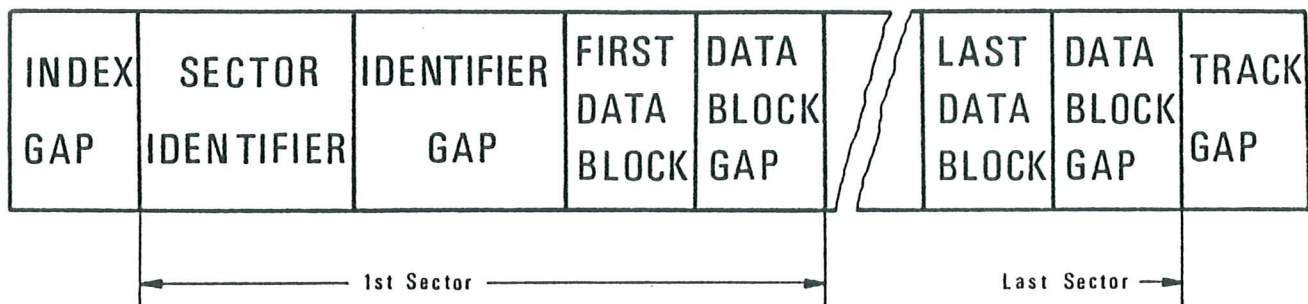 INDEX
GAP
SECTOR
IDENTIFIER
IDENTIFIER
GAP
FIRST
DATA
BLOCK
DATA
BLOCK
GAP
LAST
DATA
BLOCK
DATA
BLOCK
GAP
TRACK
GAP
1st Sector
Last Sector